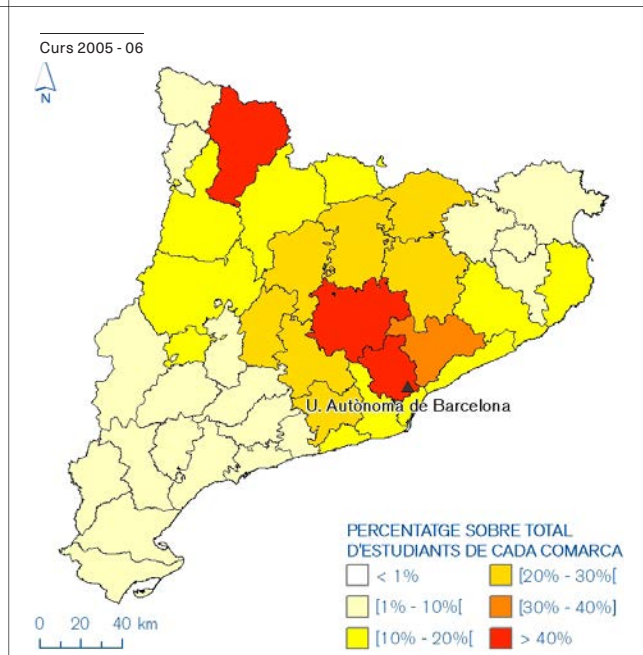 Curs 2005 - 06
N
U. Autònoma de Barcelona
PERCENTATGE SOBRE TOTAL
D'ESTUDIANTS DE CADA COMARCA
< 1%
[20% - 30%[
[1% - 10%[
[30% - 40%]
[10% - 20%[
> 40%
0 20 40 km